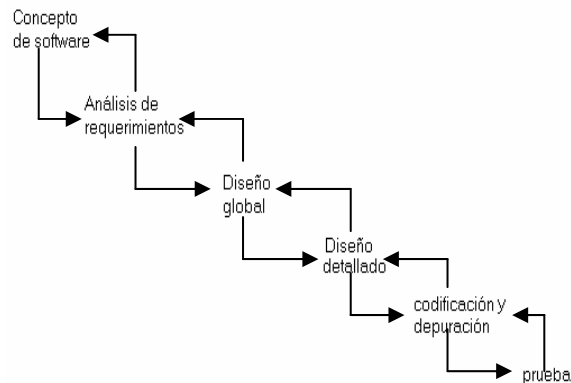 Concepto
de software
Análisis de
requerimientos
Diseño
global
Diseño
detallado
codificación y
depuración
prueba